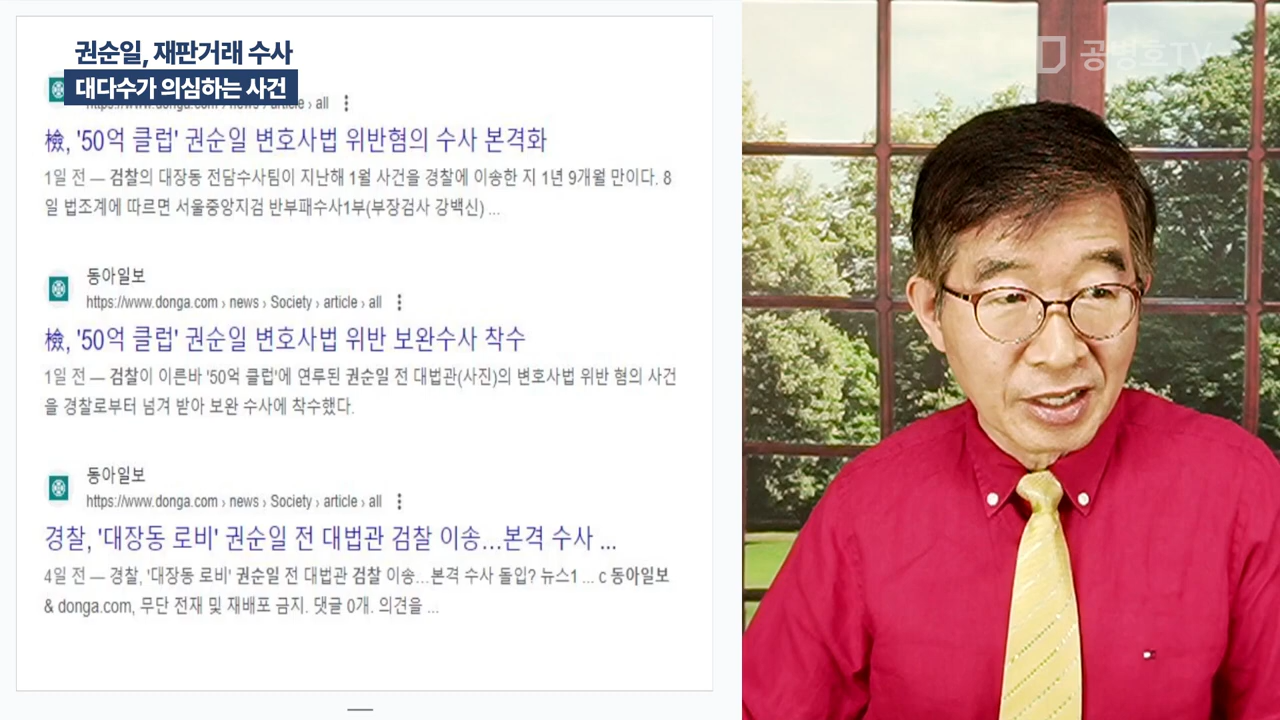 권순일, 재판거래 수사
대다수가 의심하는 사건
공병호TV
https://www.donga.com › news › article › all
檢, '50억 클럽' 권순일 변호사법 위반혐의 수사 본격화
1일 전 — 검찰의 대장동 전담수사팀이 지난해 1월 사건을 경찰에 이송한 지 1년 9개월 만이다. 8
일 법조계에 따르면 서울중앙지검 반부패수사1부(부장검사 강백신) ...
동아일보
https://www.donga.com › news › Society › article › all
檢, '50억 클럽' 권순일 변호사법 위반 보완수사 착수
1일 전 — 검찰이 이른바 '50억 클럽'에 연루된 권순일 전 대법관(사진)의 변호사법 위반 혐의 사건
을 경찰로부터 넘겨 받아 보완 수사에 착수했다.
동아일보
https://www.donga.com › news › Society › article › all
경찰, '대장동 로비' 권순일 전 대법관 검찰 이송...본격 수사 ...
4일 전 — 경찰, '대장동 로비' 권순일 전 대법관 검찰 이송...본격 수사 돌입? 뉴스1 ... c 동아일보
& donga.com, 무단 전재 및 재배포 금지. 댓글 0개. 의견을 ...